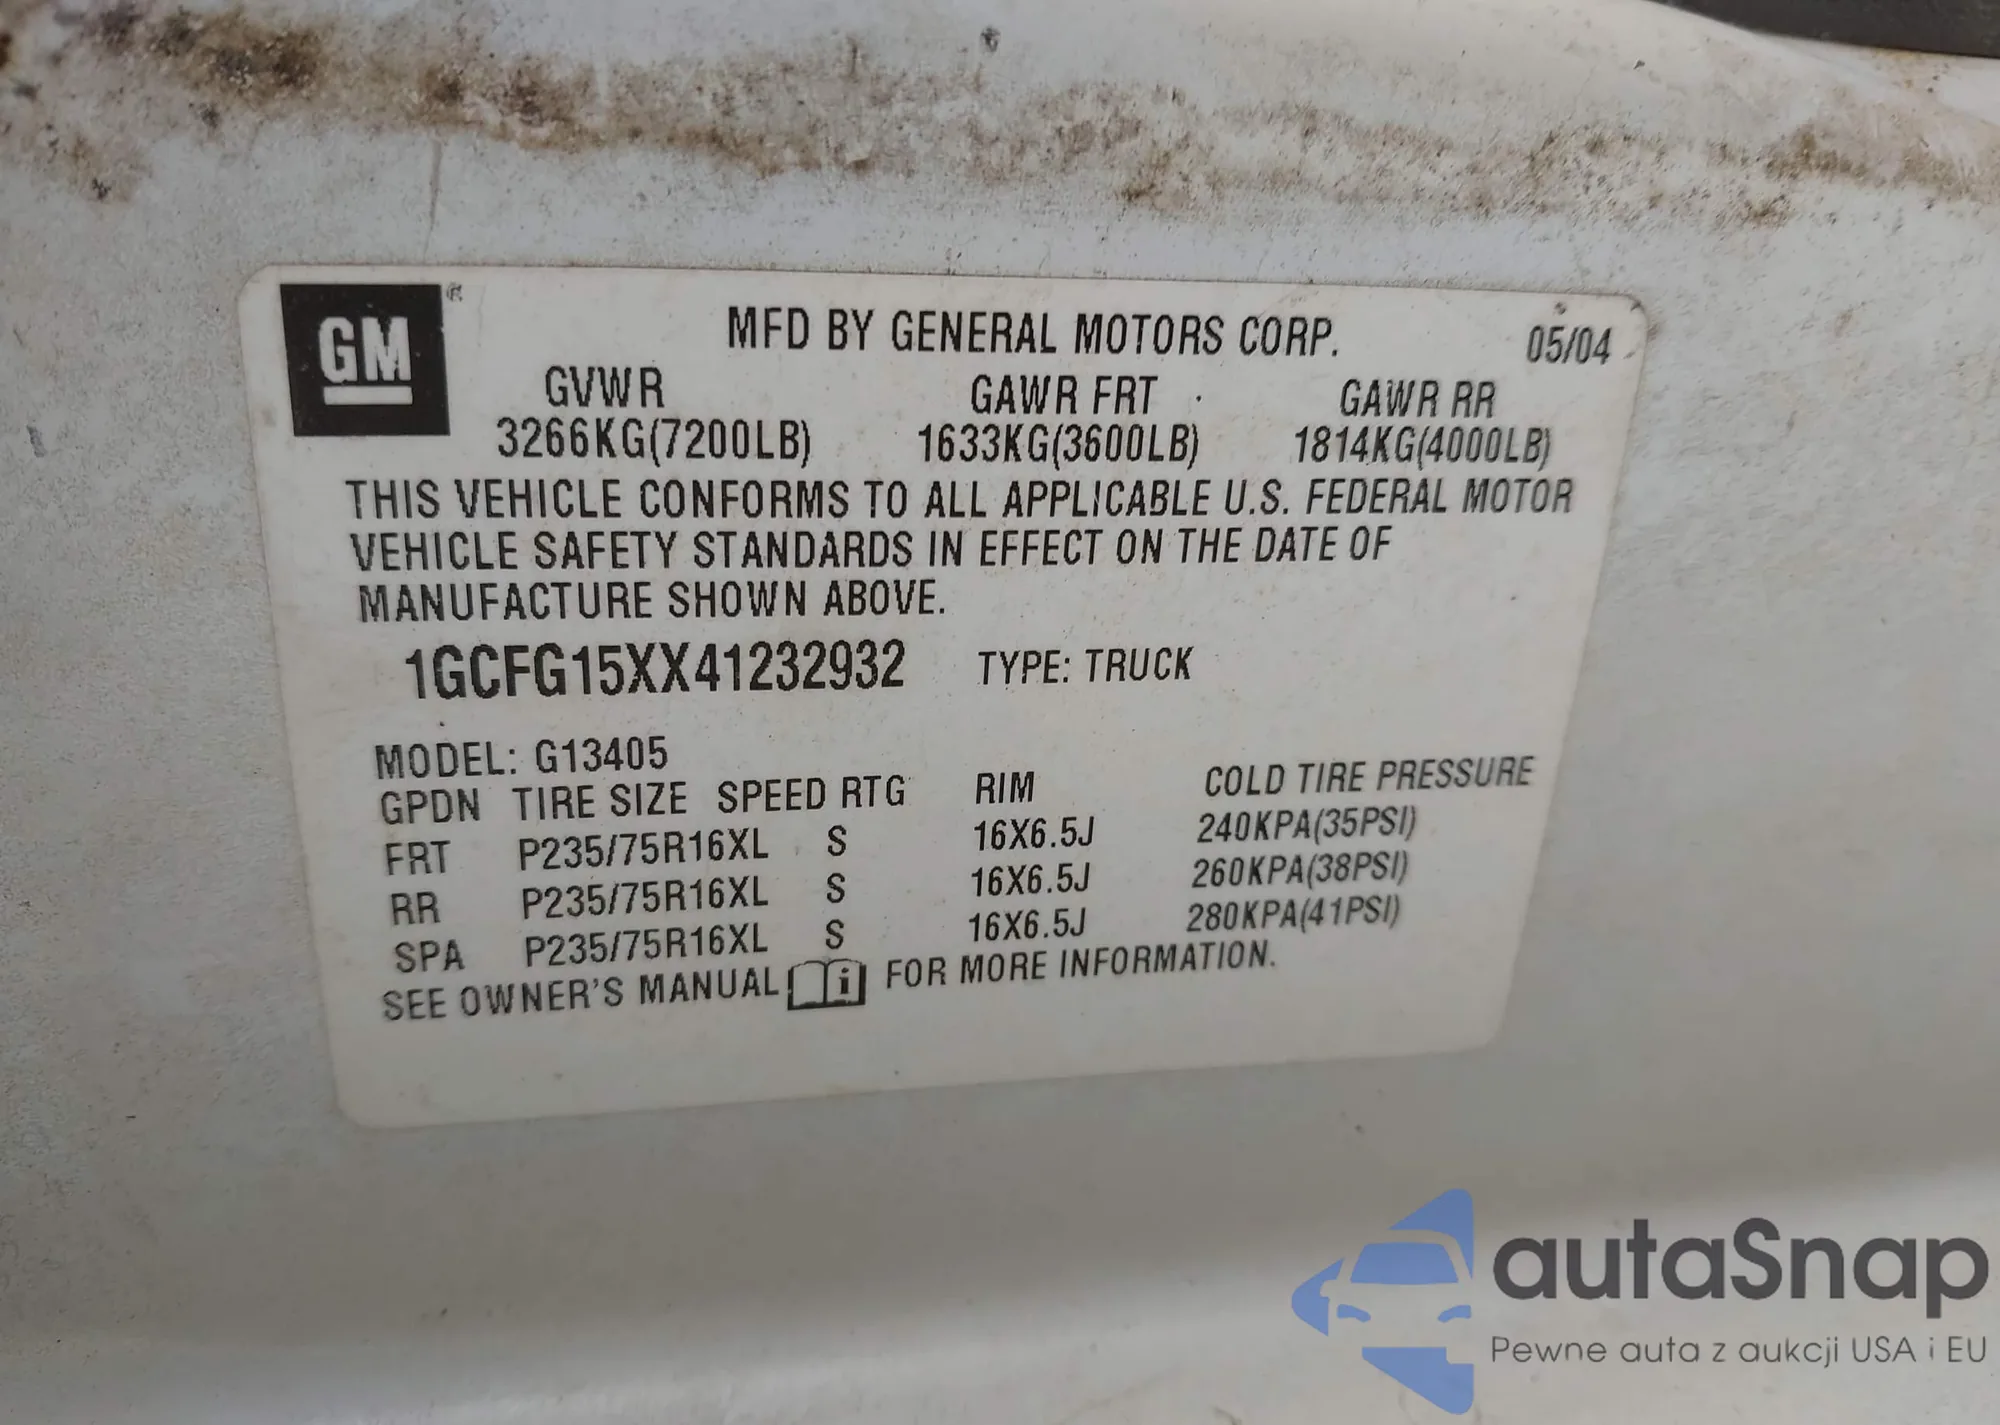 GM
MFD BY GENERAL MOTORS CORP. 05/04
GVWR GAWR FRT GAWR RR
3266KG(7200LB) 1633KG(3600LB) 1814KG(4000LB)
THIS VEHICLE CONFORMS TO ALL APPLICABLE U.S. FEDERAL MOTOR
VEHICLE SAFETY STANDARDS IN EFFECT ON THE DATE OF
MANUFACTURE SHOWN ABOVE.
1GCFG15XX41232932 TYPE: TRUCK
MODEL: G13405
GPDN TIRE SIZE SPEED RTG RIM COLD TIRE PRESSURE
FRT P235/75R16XL S 16X6.5J 240KPA(35PSI)
RR P235/75R16XL S 16X6.5J 260KPA(38PSI)
SPA P235/75R16XL S 16X6.5J 280KPA(41PSI)
SEE OWNER'S MANUAL i FOR MORE INFORMATION.
autaSnap
Pewne auta z aukcji USA i EU